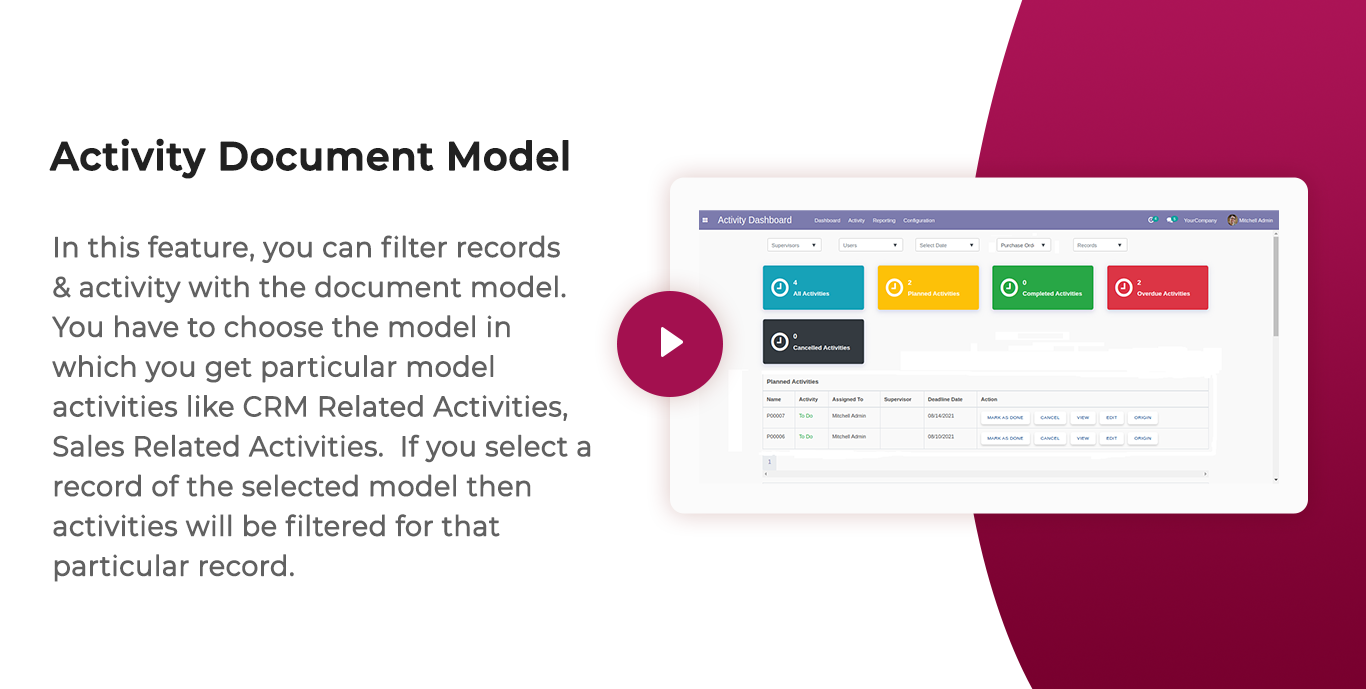 Activity Document Model
In this feature, you can filter records
& activity with the document model.
You have to choose the model in
which you get particular model
activities like CRM Related Activities,
Sales Related Activities.  If you select a
record of the selected model then
activities will be filtered for that
particular record.
Activity Dashboard Dashboard Activity Reporting Configuration YourCompany Mitchell Admin
Supervisors Users Select Date Purchase Ord Records
4
All Activities
2
Planned Activities
0
Completed Activities
2
Overdue Activities
0
Cancelled Activities
Planned Activities
Name Activity Assigned To Supervisor Deadline Date Action
P00007 To Do Mitchell Admin 08/14/2021 MARK AS DONE CANCEL VIEW EDIT ORIGIN
P00006 To Do Mitchell Admin 08/10/2021 MARK AS DONE CANCEL VIEW EDIT ORIGIN
1